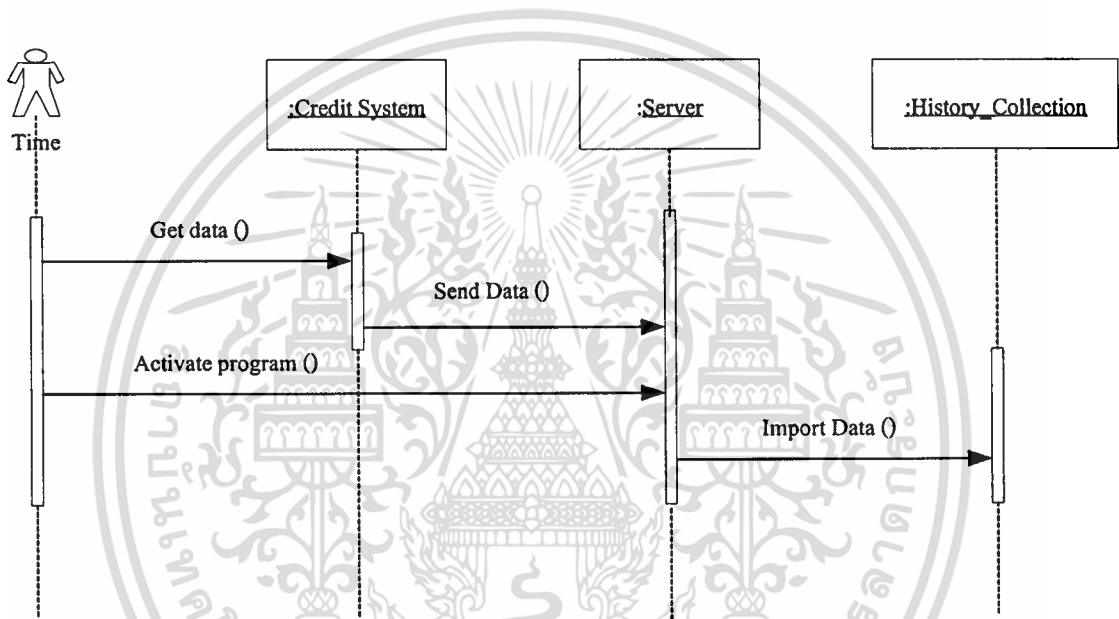 :Credit System
:Server
:History_Collection
Time
Get data ()
Send Data ()
Activate program ()
Import Data ()